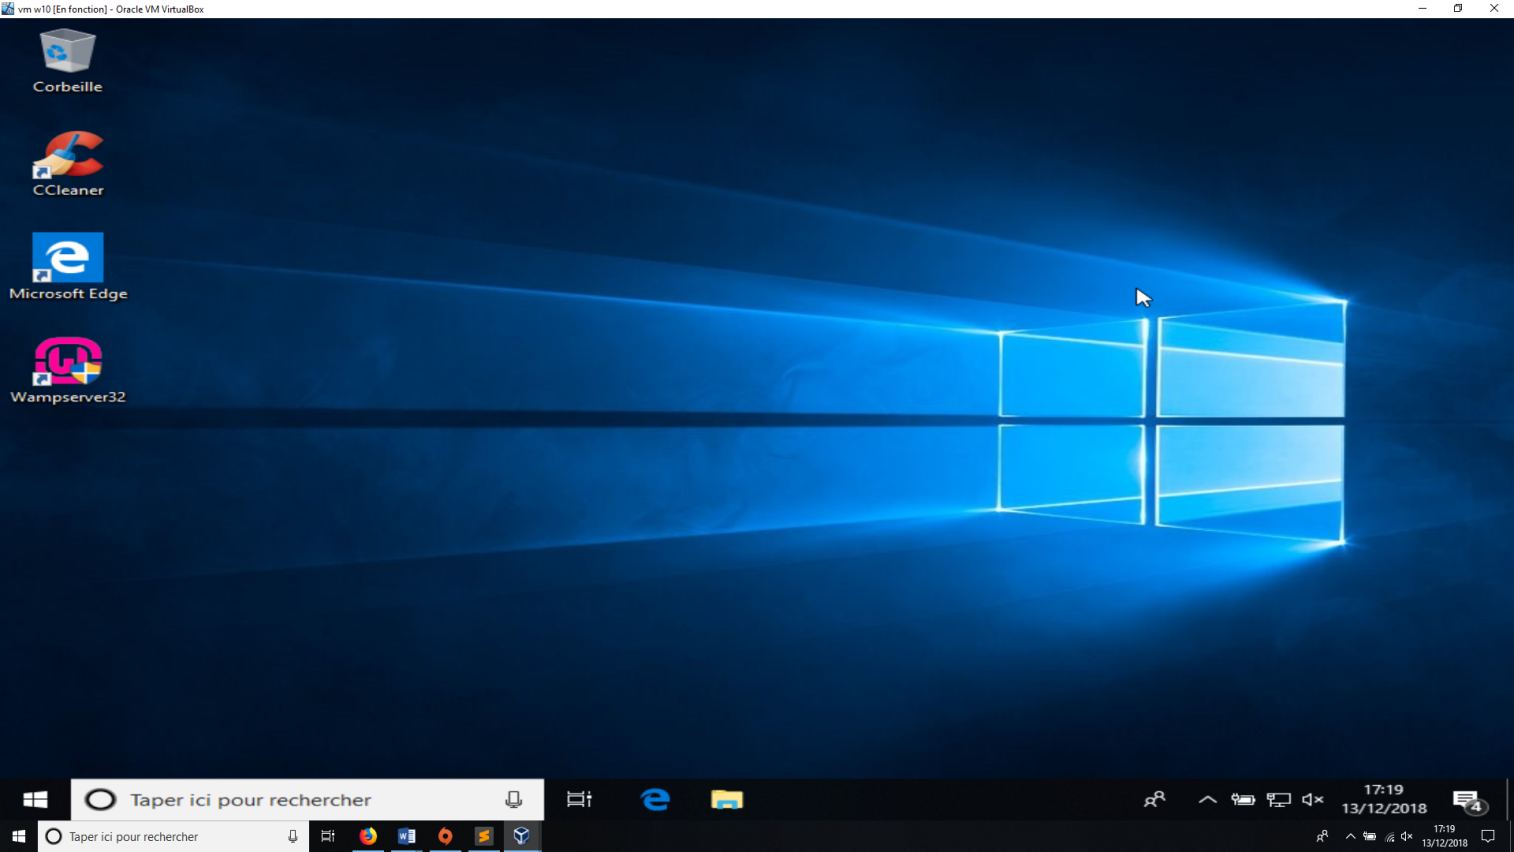 vm w10 [En fonction] - Oracle VM VirtualBox
Corbeille
CCleaner
Microsoft Edge
Wampserver32
Taper ici pour rechercher
17:19
13/12/2018
4
Taper ici pour rechercher
17:19
13/12/2018